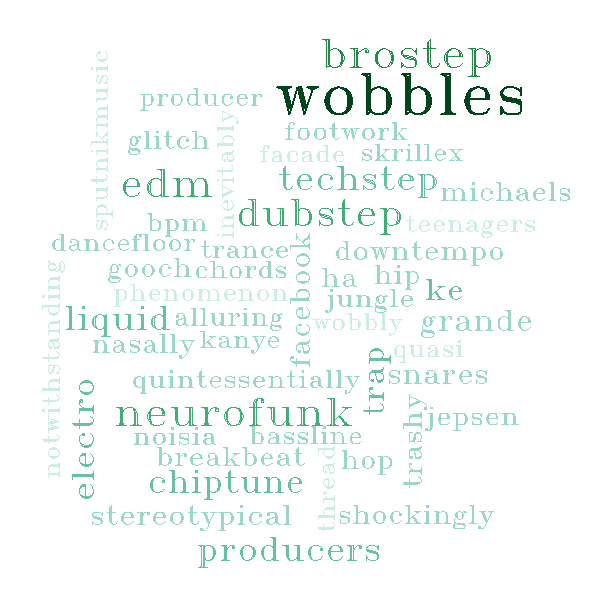 brostep
wobbles
sputnikmusic
producer
inevitably
footwork
glitch
facade
skrillex
edm
techstep
michaels
dubstep
bpm
teenagers
facebook
dancefloor
trance
downtempo
gooch
chords
ha
hip
notwithstanding
phenomenon
jungle
ke
liquid
alluring
wobbly
grande
nasally
kanye
trap
quasi
quintessentially
snares
electro
neurofunk
trashy
jepsen
noisia
bassline
thread
breakbeat
hop
chiptune
stereotypical
shockingly
producers